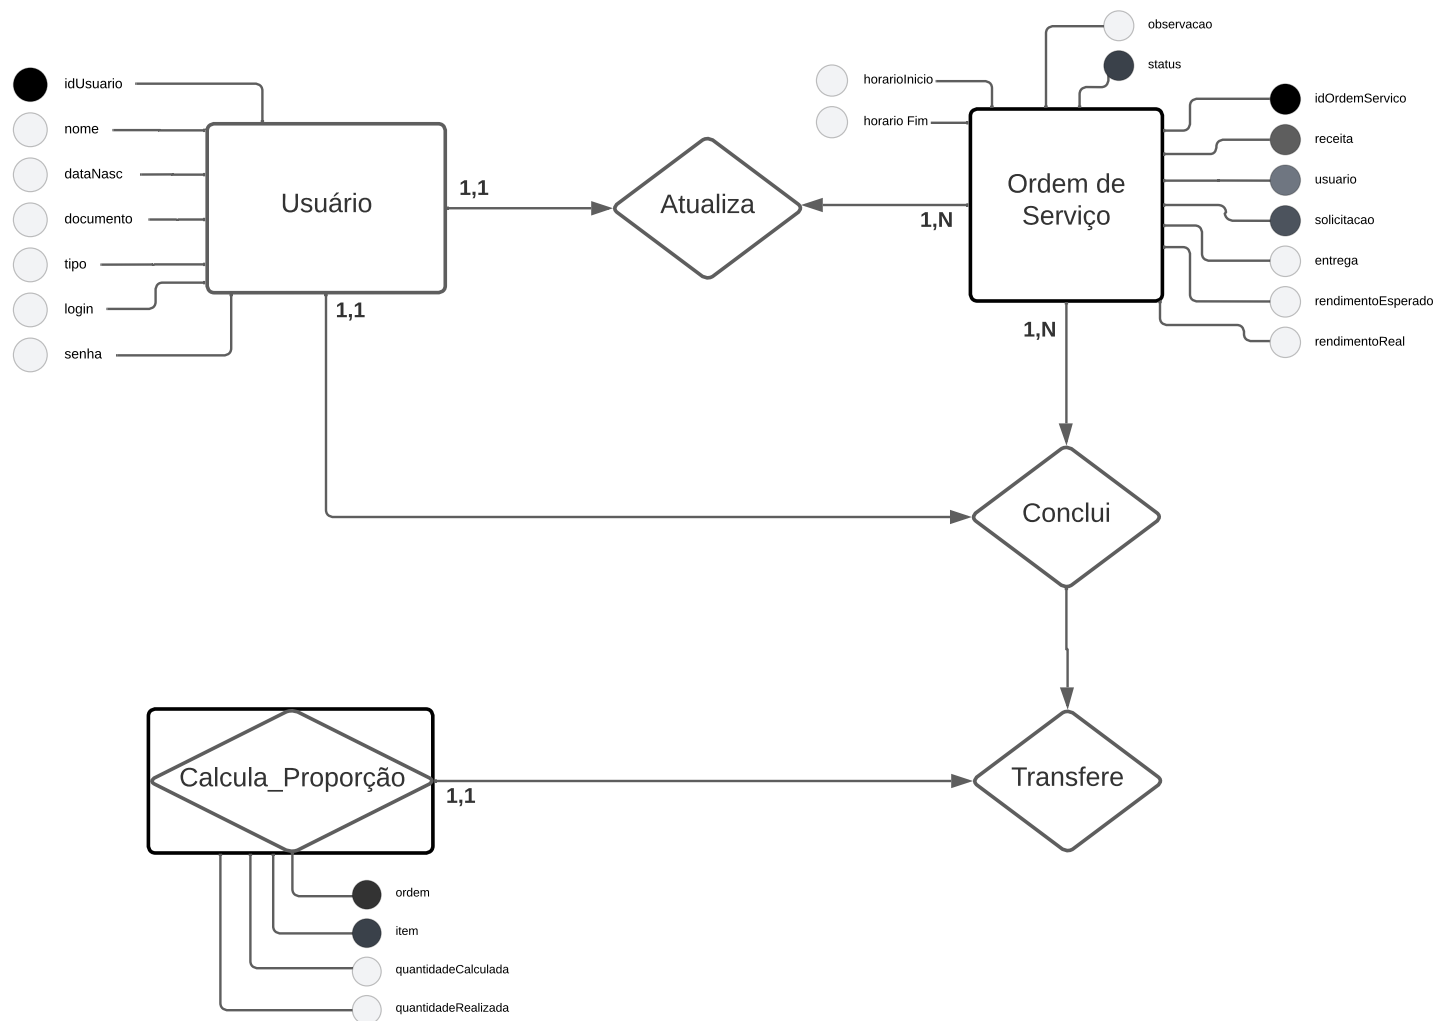 observacao
status
horarioInicio
horario Fim
idUsuario
nome
dataNasc
documento
tipo
login
senha
Usuário
1,1
1,1
Atualiza
1,N
Ordem de
Serviço
1,N
idOrdemServico
receita
usuario
solicitacao
entrega
rendimentoEsperado
rendimentoReal
Conclui
Calcula_Proporção
1,1
Transfere
ordem
item
quantidadeCalculada
quantidadeRealizada